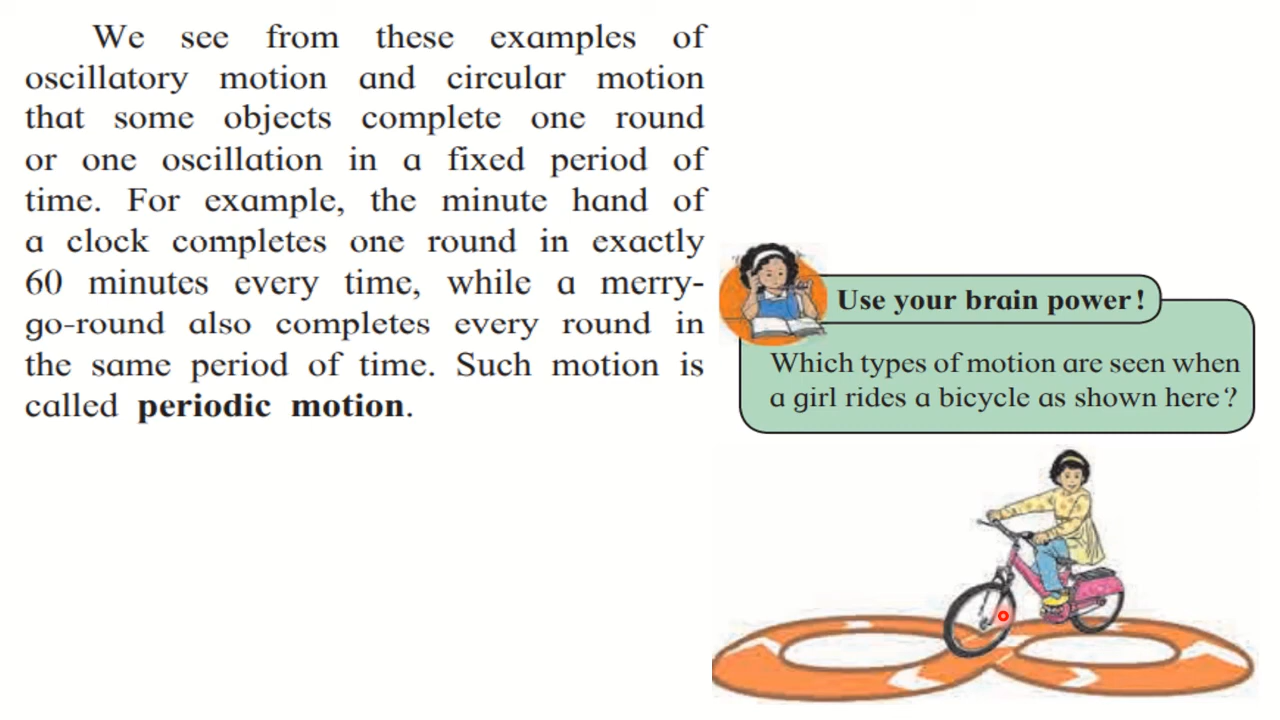 We see from these examples of
oscillatory motion and circular motion
that some objects complete one round
or one oscillation in a fixed period of
time. For example, the minute hand of
a clock completes one round in exactly
60 minutes every time, while a merry-
go-round also completes every round in
the same period of time. Such motion is
called periodic motion.
Use your brain power!
Which types of motion are seen when
a girl rides a bicycle as shown here?